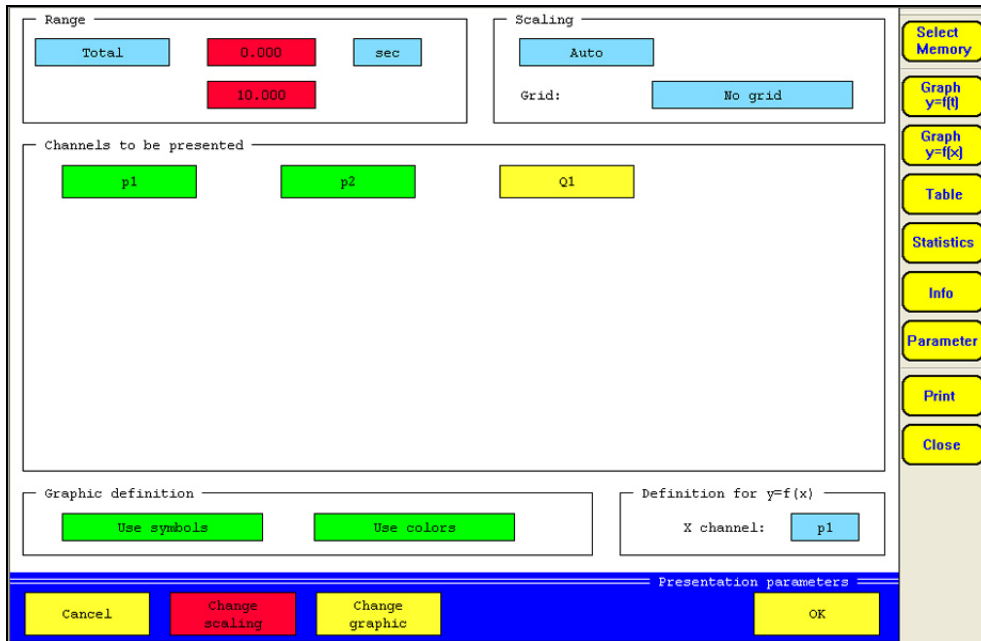 Range
Total 0.000 sec
10.000
Scaling
Auto
Grid: No grid
Channels to be presented
p1 p2 Q1
Graphic definition
Use symbols Use colors
Definition for y=f(x)
X channel: p1
Presentation parameters
Cancel
Change
scaling
Change
graphic
OK
Select
Memory
Graph
y=f(t)
Graph
y=f(x)
Table
Statistics
Info
Parameter
Print
Close